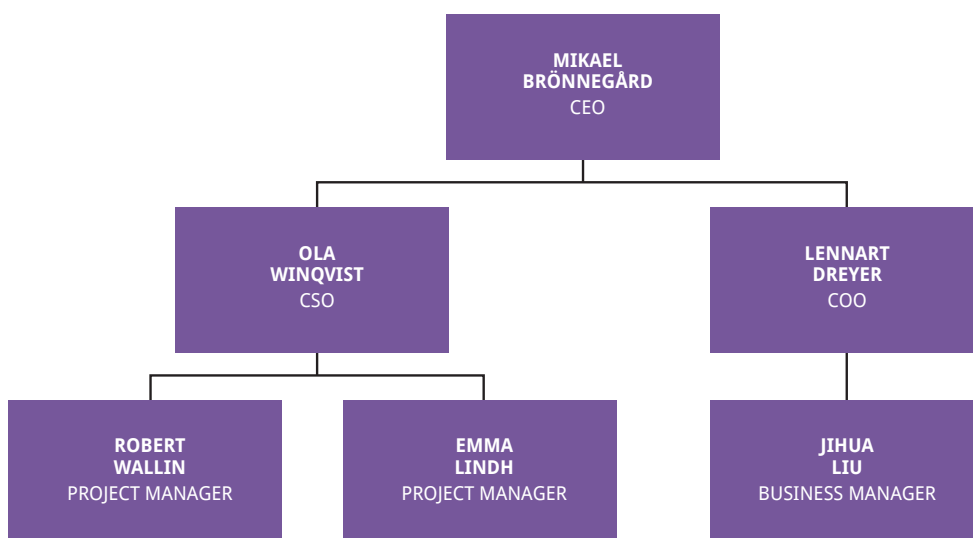 MIKAEL
BRÖNNEGÅRD
CEO
OLA
WINQVIST
CSO
LENNART
DREYER
COO
ROBERT
WALLIN
PROJECT MANAGER
EMMA
LINDH
PROJECT MANAGER
JIHUA
LIU
BUSINESS MANAGER